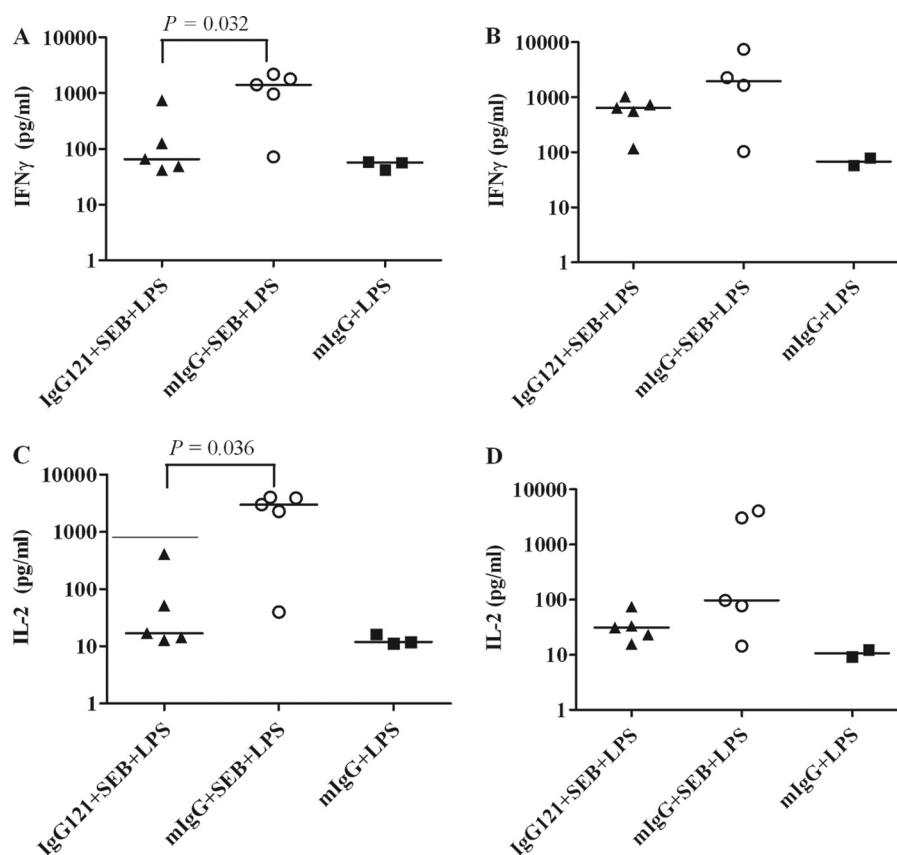 A
P = 0.032
10000
1000
100
10
1
IFNγ (pg/ml)
IgG121+SEB+LPS
mIgG+SEB+LPS
mIgG+LPS
B
10000
1000
100
10
1
IFNγ (pg/ml)
IgG121+SEB+LPS
mIgG+SEB+LPS
mIgG+LPS
C
P = 0.036
10000
1000
100
10
1
IL-2 (pg/ml)
IgG121+SEB+LPS
mIgG+SEB+LPS
mIgG+LPS
D
10000
1000
100
10
1
IL-2 (pg/ml)
IgG121+SEB+LPS
mIgG+SEB+LPS
mIgG+LPS